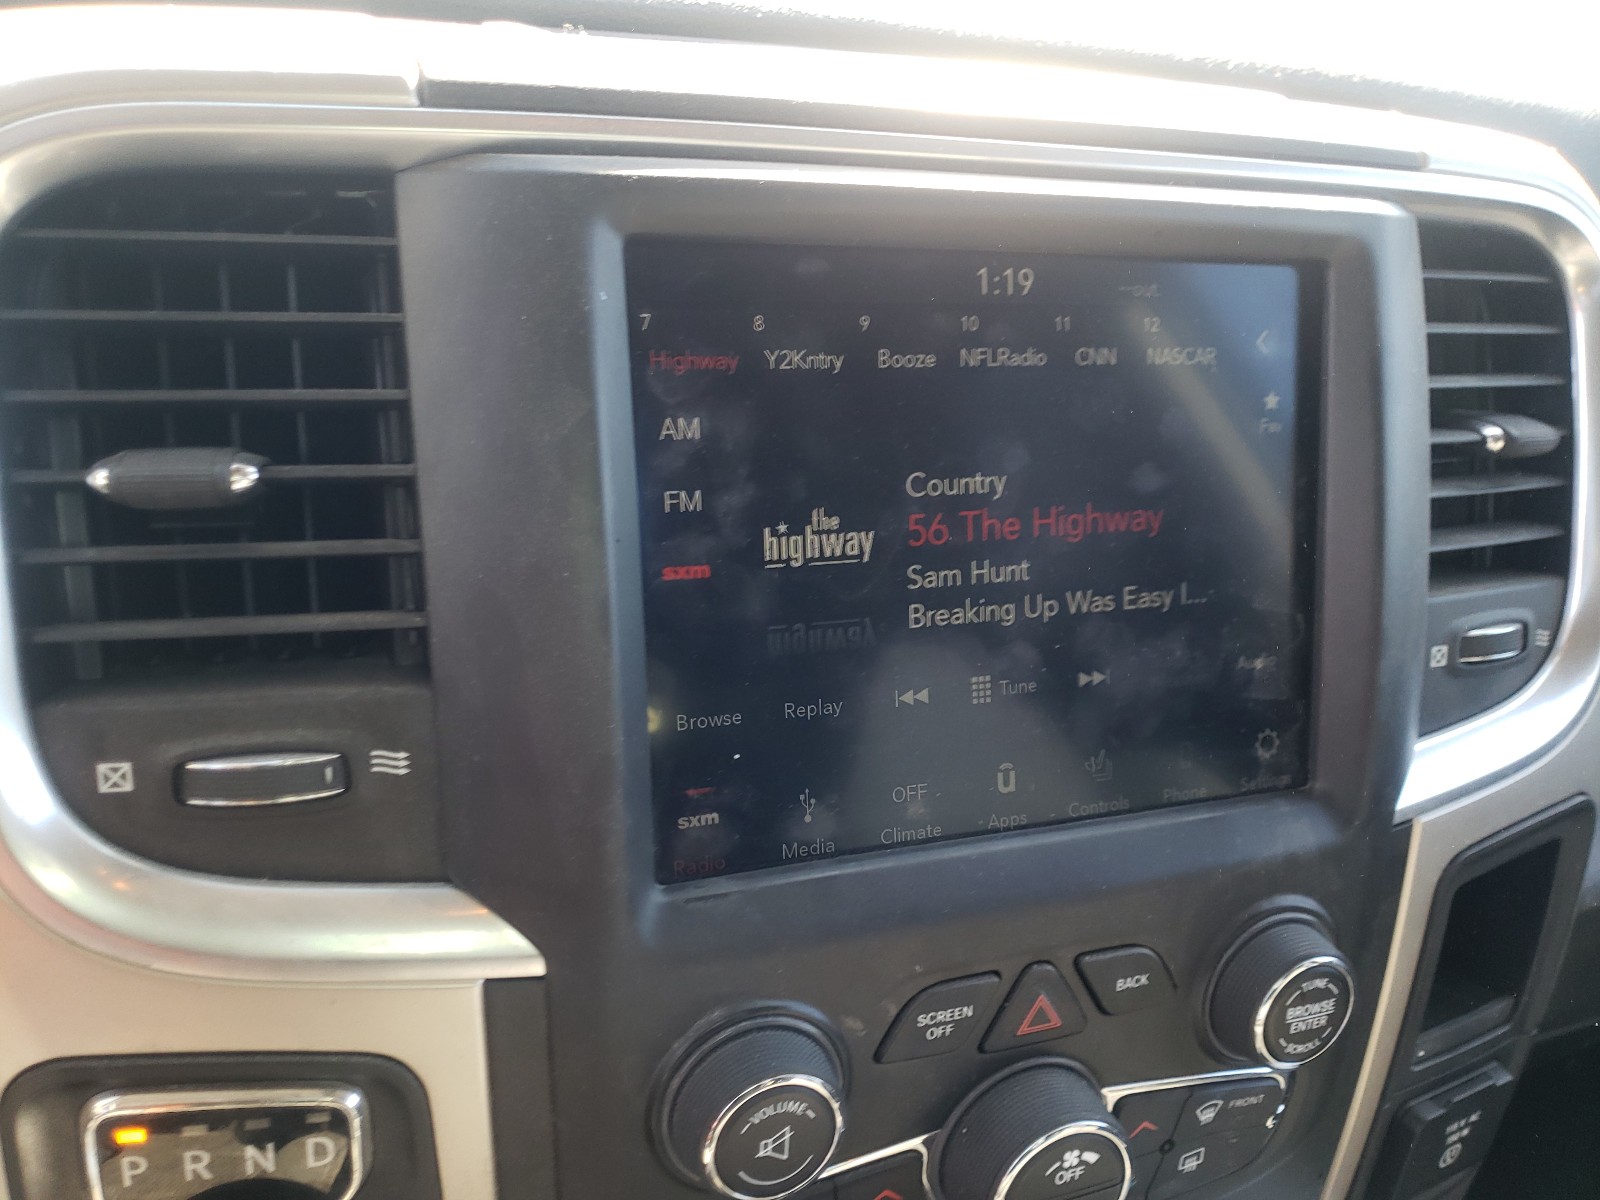 1:19
7 8 9 10 11 12
Highway Y2Kntry Booze NFLRadio CNN NASCAR
AM
FM
sxm
the
highway
Country
56 The Highway
Sam Hunt
Breaking Up Was Easy I...
Browse Replay Tune
Audio
sxm OFF
Radio Media Climate Apps Controls Phone Settings
SCREEN
OFF
BACK
VOLUME
TUNE
BROWSE
ENTER
SCROLL
FRONT
OFF
P R N D